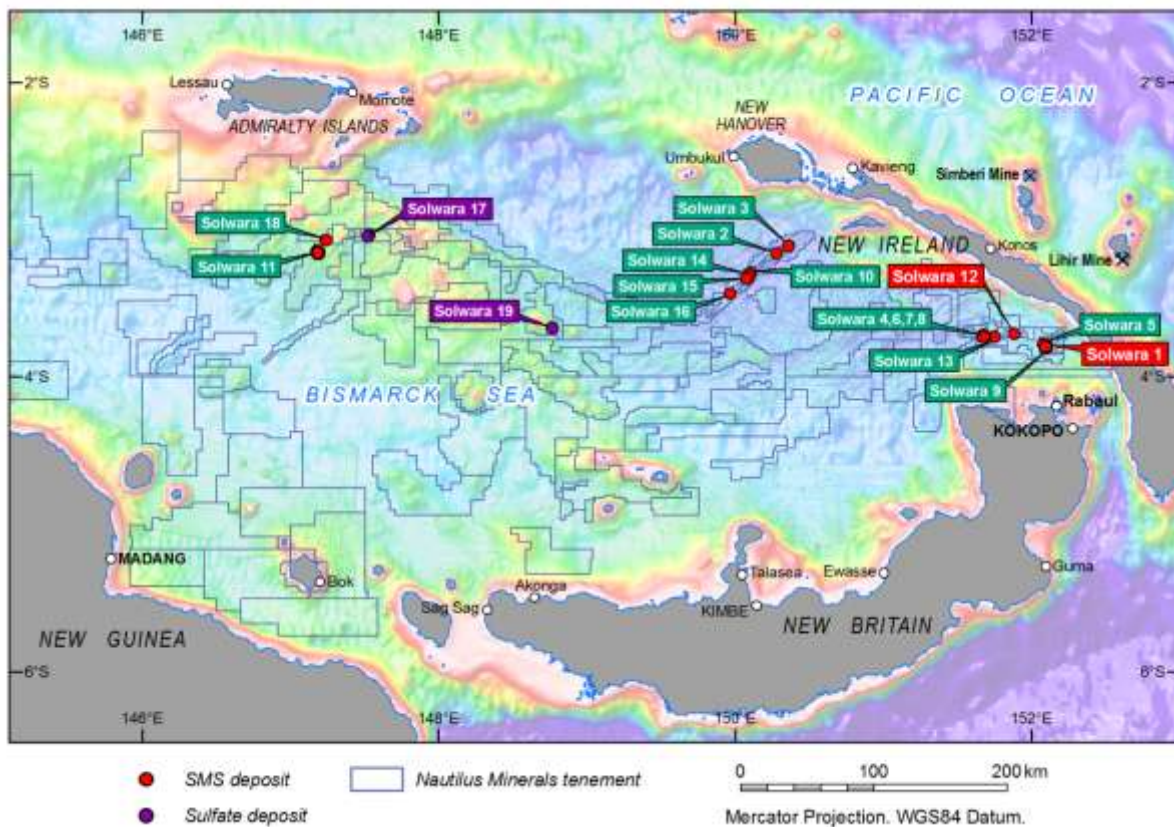 146°E
148°E
150°E
152°E
2°S
2°S
Lessau
Momote
ADMIRALTY ISLANDS
PACIFIC OCEAN
NEW
HANOVER
Umbukul
Kavieng
Simberi Mine
Solwara 18
Solwara 17
Solwara 3
Solwara 2
NEW IRELAND
Konos
Lihir Mine
Solwara 11
Solwara 14
Solwara 10
Solwara 12
Solwara 15
Solwara 16
Solwara 19
Solwara 4,6,7,8
Solwara 5
Solwara 13
Solwara 1
Solwara 9
4°S
BISMARCK SEA
Rabaul
KOKOPO
MADANG
Bok
Akonga
Sag Sag
Talasea
Ewasse
Guma
KIMBE
NEW GUINEA
NEW BRITAIN
6°S
6°S
146°E
148°E
150°E
152°E
SMS deposit
Nautilus Minerals tenement
Sulfate deposit
0 100 200 km
Mercator Projection. WGS84 Datum.